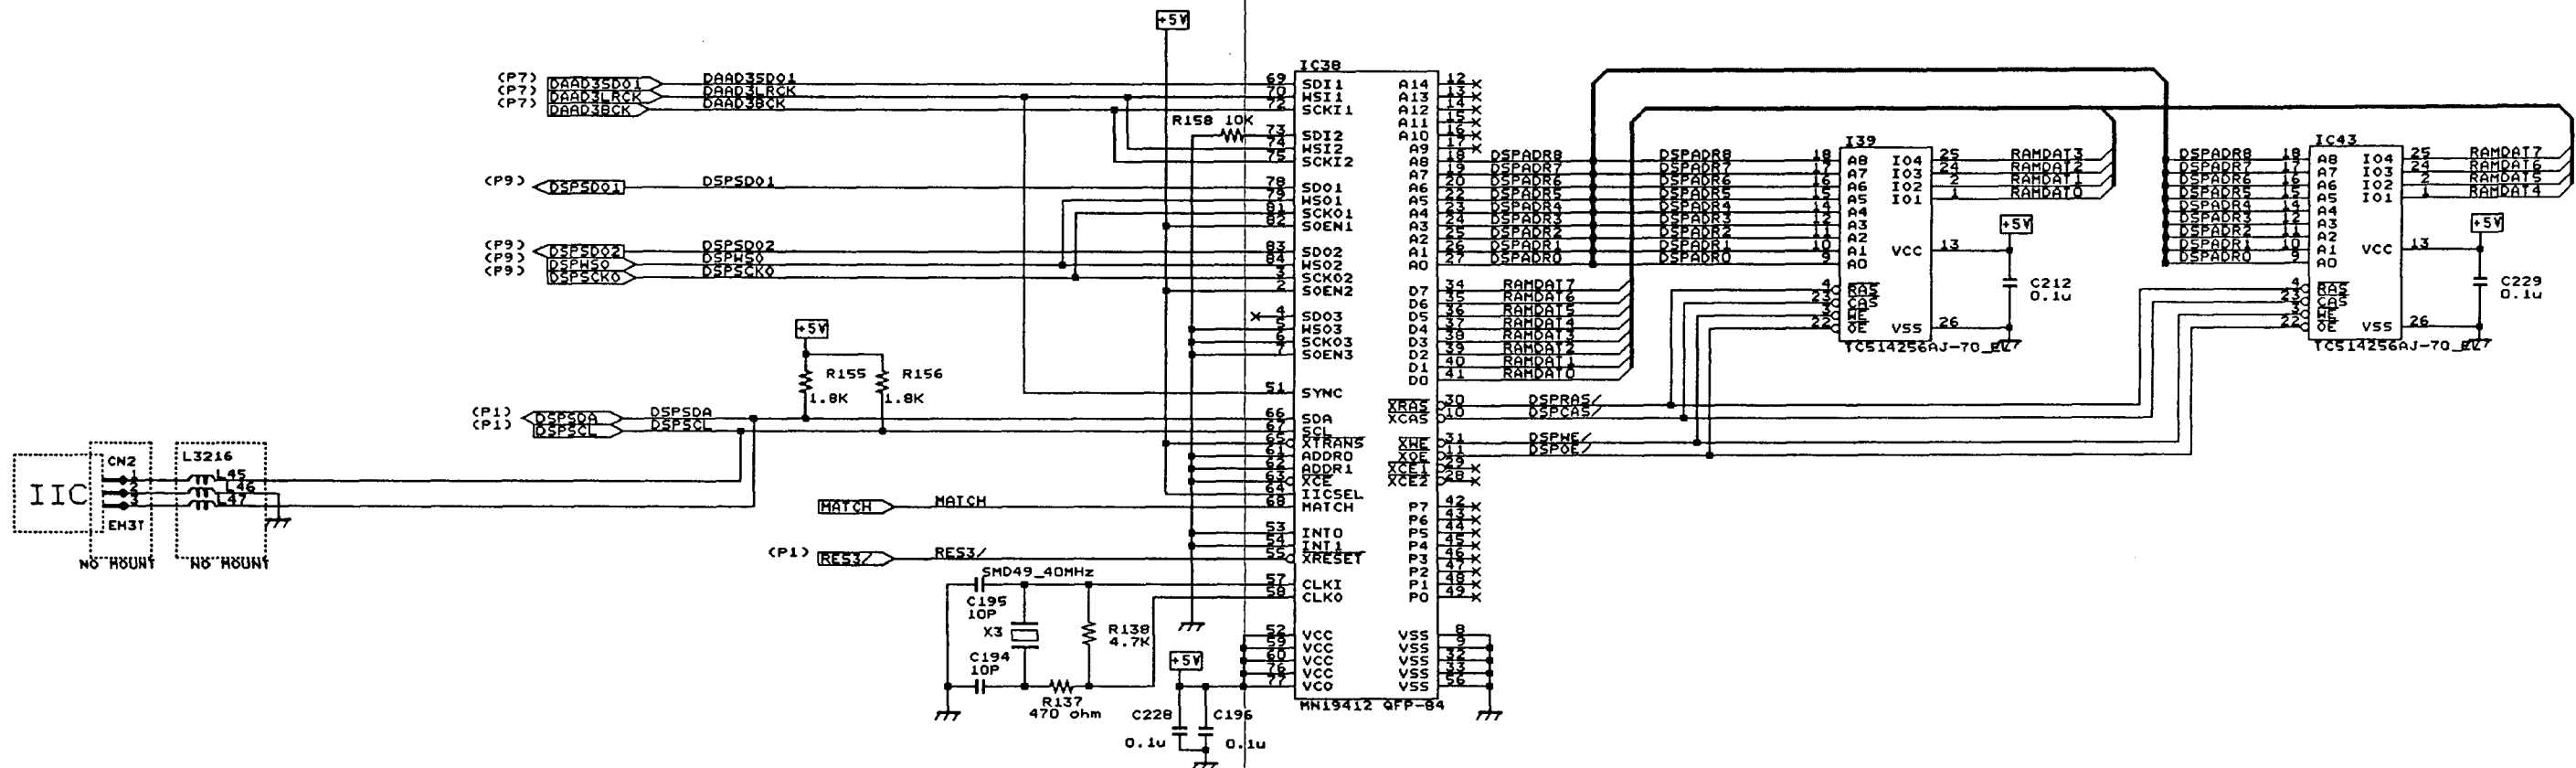 +5V
IC38
(P7) DAAD3SDO1 DAAD3SDO1 69 SDI1 A14 12
(P7) DAAD3LRCK DAAD3LRCK 70 WSI1 A13 13
(P7) DAAD3BCK DAAD3BCK 72 SCKI1 A12 14
A11 15
R158 10K 73 SDI2 A10 16
74 WSI2 A9 17
75 SCKI2 A8 18 DSPADR8
A7 19 DSPADR7
(P9) DSPSDO1 DSPSDO1 78 SDO1 A6 20 DSPADR6
79 WSO1 A5 22 DSPADR5
81 SCKO1 A4 23 DSPADR4
82 SOEN1 A3 24 DSPADR3
A2 25 DSPADR2
(P9) DSPSDO2 DSPSDO2 83 SDO2 A1 26 DSPADR1
(P9) DSPWSO DSPWSO 84 WSO2 A0 27 DSPADR0
(P9) DSPSCKO DSPSCKO 3 SCKO2
2 SOEN2 D7 34 RAMDAT7
D6 35 RAMDAT6
4 SDO3 D5 36 RAMDAT5
5 WSO3 D4 37 RAMDAT4
6 SCKO3 D3 38 RAMDAT3
7 SOEN3 D2 39 RAMDAT2
D1 40 RAMDAT1
D0 41 RAMDAT0
+5V
R155 R156
1.8K 1.8K
51 SYNC
(P1) DSPSDA DSPSDA 66 SDA XRAS 30 DSPRAS/
(P1) DSPSCL DSPSCL 67 SCL XCAS 10 DSPCAS/
65 XTRANS XWE 31 DSPWE/
61 ADDR0 XOE 11 DSPOE/
62 ADDR1 XCE1 29
63 XCE XCE2 28
64 IICSEL
MATCH MATCH 68 MATCH P7 42
P6 43
53 INT0 P5 44
54 INT1 P4 45
(P1) RES3/ RES3/ 55 XRESET P3 46
P2 47
57 CLKI P1 48
58 CLKO P0 49
52 VCC VSS 8
59 VCC VSS 9
60 VCC VSS 32
76 VCC VSS 33
77 VCO VSS 56
MN19412 QFP-84
IIC
CN2
1
2
3
EH3T
NO MOUNT
L3216
L45
L46
L47
NO MOUNT
SMD49_40MHz
C195
10P
X3
R138
4.7K
C194
10P
R137
470 ohm
+5V
C228 C196
0.1u 0.1u
I39
DSPADR8 18 A8 IO4 25 RAMDAT3
DSPADR7 17 A7 IO3 24 RAMDAT2
DSPADR6 16 A6 IO2 2 RAMDAT1
DSPADR5 15 A5 IO1 1 RAMDAT0
DSPADR4 14 A4
DSPADR3 12 A3
DSPADR2 11 A2
DSPADR1 10 A1 VCC 13
DSPADR0 9 A0
4 RAS
23 CAS
3 WE
22 OE VSS 26
TC514256AJ-70_EL
+5V
C212
0.1u
IC43
DSPADR8 18 A8 IO4 25 RAMDAT7
DSPADR7 17 A7 IO3 24 RAMDAT6
DSPADR6 16 A6 IO2 2 RAMDAT5
DSPADR5 15 A5 IO1 1 RAMDAT4
DSPADR4 14 A4
DSPADR3 12 A3
DSPADR2 11 A2
DSPADR1 10 A1 VCC 13
DSPADR0 9 A0
4 RAS
23 CAS
3 WE
22 OE VSS 26
TC514256AJ-70_EL
+5V
C229
0.1u